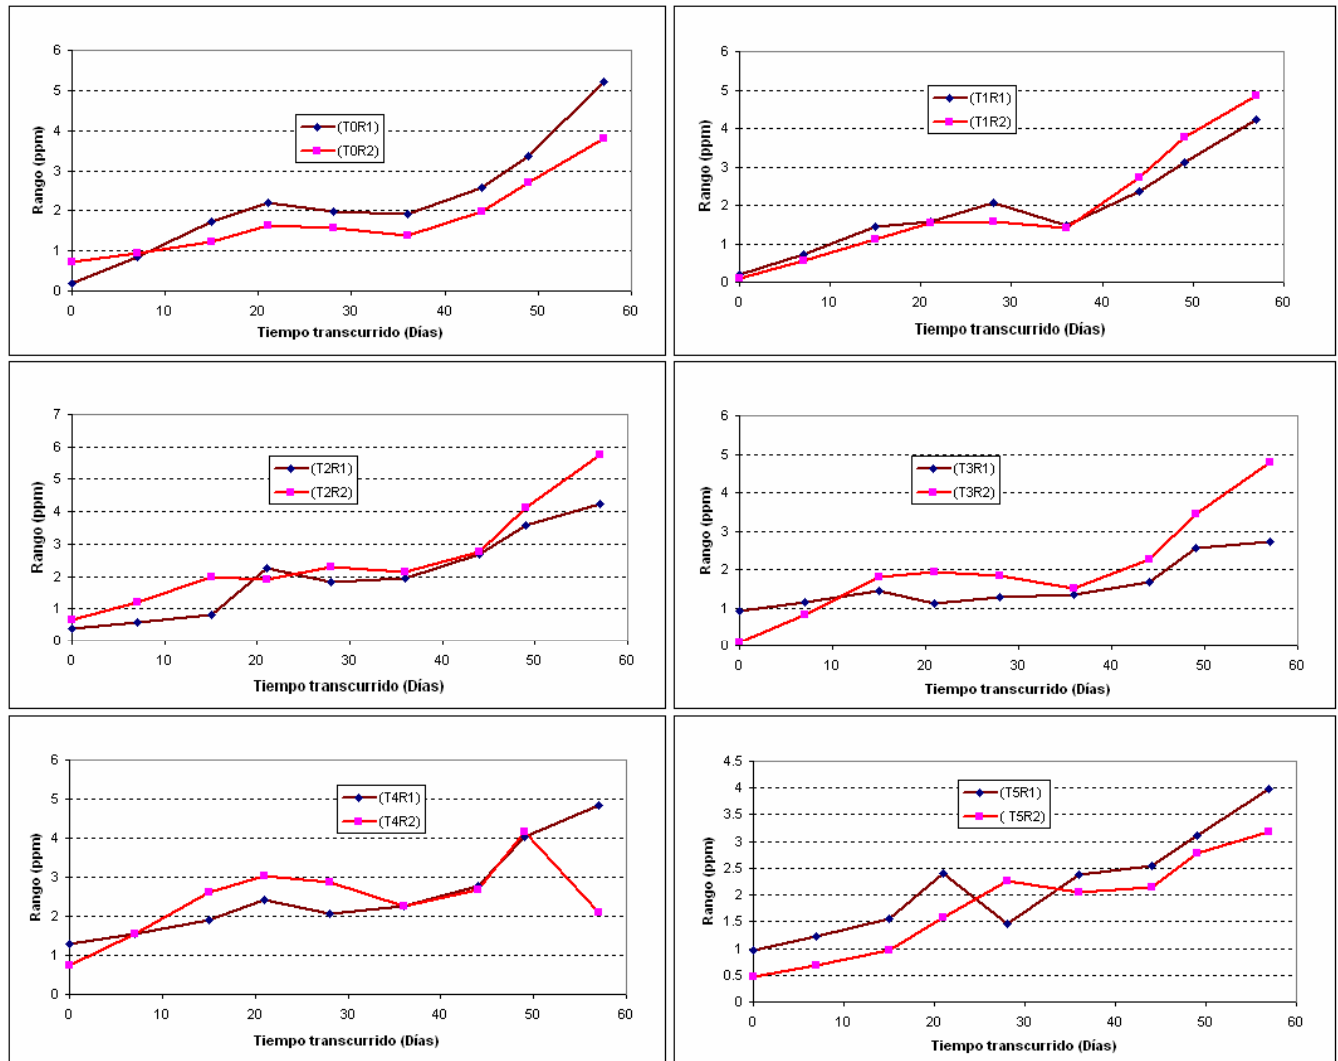 6
5
4
3
2
1
0
Rango (ppm)
(T0R1)
(T0R2)
0 10 20 30 40 50 60
Tiempo transcurrido (Días)
6
5
4
3
2
1
0
Rango (ppm)
(T1R1)
(T1R2)
0 10 20 30 40 50 60
Tiempo transcurrido (Días)
7
6
5
4
3
2
1
0
Rango (ppm)
(T2R1)
(T2R2)
0 10 20 30 40 50 60
Tiempo transcurrido (Días)
6
5
4
3
2
1
0
Rango (ppm)
(T3R1)
(T3R2)
0 10 20 30 40 50 60
Tiempo transcurrido (Días)
6
5
4
3
2
1
0
Rango (ppm)
(T4R1)
(T4R2)
0 10 20 30 40 50 60
Tiempo transcurrido (Días)
4.5
4
3.5
3
2.5
2
1.5
1
0.5
0
Rango (ppm)
(T5R1)
( T5R2)
0 10 20 30 40 50 60
Tiempo transcurrido (Días)